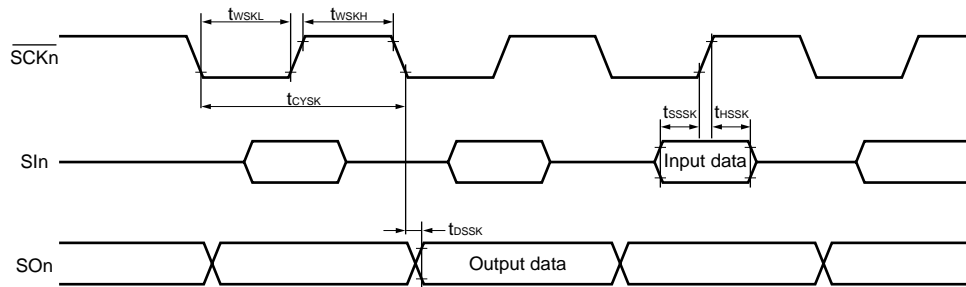 tWSKL tWSKH
SCKn
tCYSK
tSSSK tHSSK
SIn Input data
tDSSK
SOn Output data